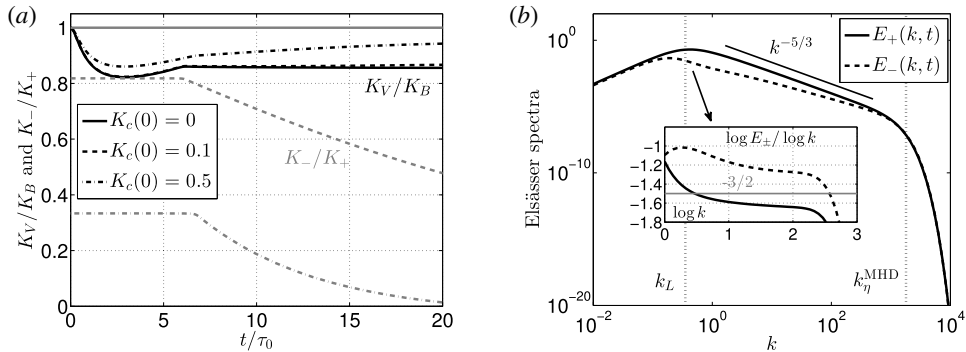 (a)
K_V/K_B and K_−/K_+
1
0.8
0.6
0.4
0.2
0
K_V/K_B
K_c(0) = 0
K_c(0) = 0.1
K_c(0) = 0.5
K_−/K_+
0 5 10 15 20
t/τ_0
(b)
Elsässer spectra
10^0
10^−10
10^−20
k^−5/3
E_+(k, t)
E_−(k, t)
log E_±/ log k
−1
−1.2
−1.4
−1.6
−1.8
-3/2
log k
0 1 2 3
k_L
k_η^MHD
10^−2 10^0 10^2 10^4
k